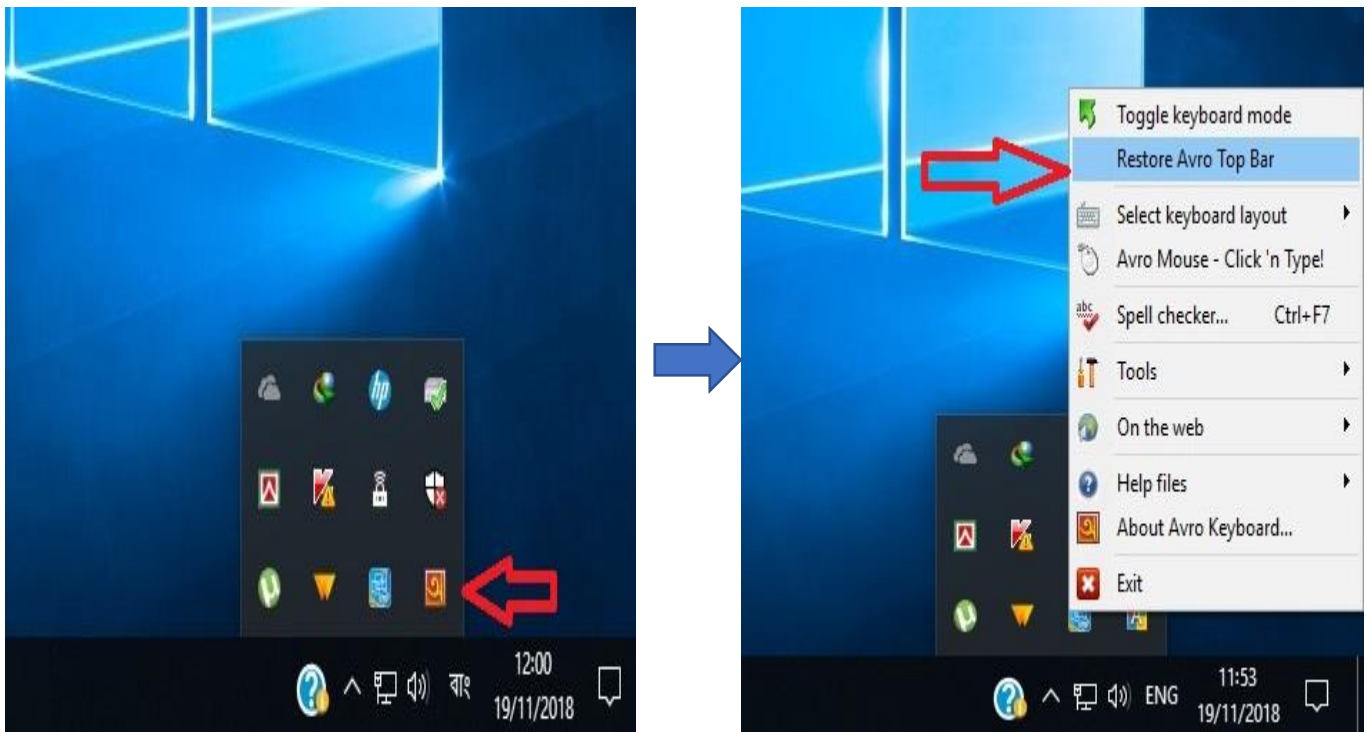 hp
12:00
বাং
19/11/2018
Toggle keyboard mode
Restore Avro Top Bar
Select keyboard layout
Avro Mouse - Click 'n Type!
abc
Spell checker... Ctrl+F7
Tools
On the web
Help files
About Avro Keyboard...
Exit
11:53
ENG
19/11/2018